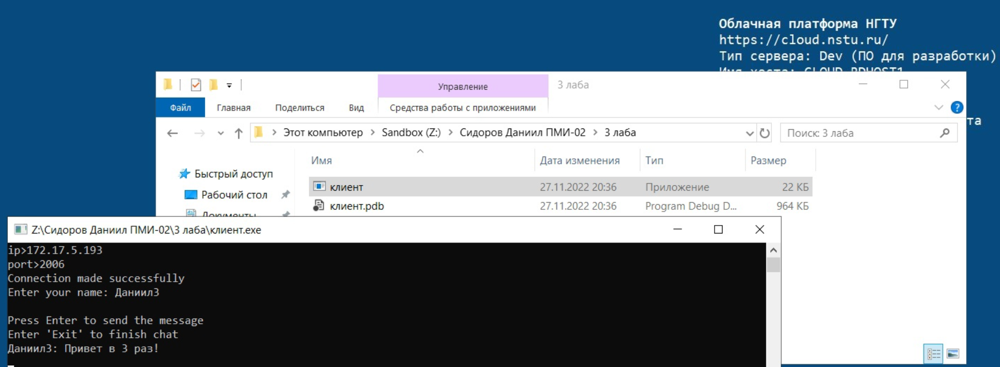 Облачная платформа НГТУ
https://cloud.nstu.ru/
Тип сервера: Dev (ПО для разработки)
Имя хоста: CLOUD-RDHOST1
та
Управление
3 лаба
Файл
Главная
Поделиться
Вид
Средства работы с приложениями
Этот компьютер > Sandbox (Z:) > Сидоров Даниил ПМИ-02 > 3 лаба
Поиск: 3 лаба
Имя
Дата изменения
Тип
Размер
Быстрый доступ
Рабочий стол
Документы
клиент 27.11.2022 20:36 Приложение 22 КБ
клиент.pdb 27.11.2022 20:36 Program Debug D... 964 КБ
Z:\Сидоров Даниил ПМИ-02\3 лаба\клиент.exe
ip>172.17.5.193
port>2006
Connection made successfully
Enter your name: Даниил3
Press Enter to send the message
Enter 'Exit' to finish chat
Даниил3: Привет в 3 раз!